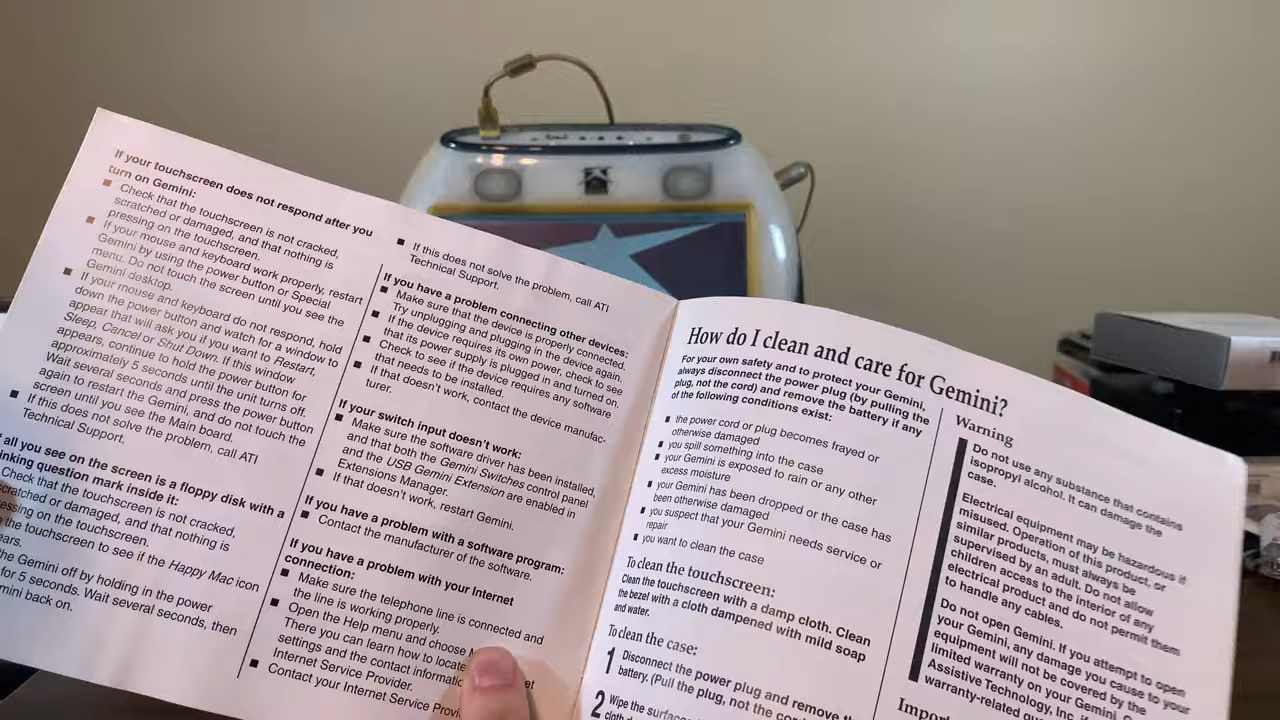 If your touchscreen does not respond after you
turn on Gemini:
■ Check that the touchscreen is not cracked,
scratched or damaged, and that nothing is
pressing on the touchscreen.
■ If your mouse and keyboard work properly, restart
Gemini by using the power button or Special
menu. Do not touch the screen until you see the
Gemini desktop.
■ If your mouse and keyboard do not respond, hold
down the power button and watch for a window to
appear that will ask you if you want to Restart,
Sleep, Cancel or Shut Down. If this window
appears, continue to hold the power button for
approximately 5 seconds until the unit turns off.
Wait several seconds and press the power button
again to restart the Gemini, and do not touch the
screen until you see the Main board.
■ If this does not solve the problem, call ATI
Technical Support.
all you see on the screen is a floppy disk with a
inking question mark inside it:
Check that the touchscreen is not cracked,
scratched or damaged, and that nothing is
essing on the touchscreen.
the touchscreen to see if the Happy Mac icon
ears.
the Gemini off by holding in the power
for 5 seconds. Wait several seconds, then
mini back on.
■ If this does not solve the problem, call ATI
Technical Support.
If you have a problem connecting other devices:
■ Make sure that the device is properly connected.
Try unplugging and plugging in the device again.
■ If the device requires its own power, check to see
that its power supply is plugged in and turned on.
■ Check to see if the device requires any software
that needs to be installed.
■ If that doesn't work, contact the device manufac-
turer.
If your switch input doesn't work:
■ Make sure the software driver has been installed,
and that both the Gemini Switches control panel
and the USB Gemini Extension are enabled in
Extensions Manager.
■ If that doesn't work, restart Gemini.
If you have a problem with a software program:
■ Contact the manufacturer of the software.
If you have a problem with your Internet
connection:
■ Make sure the telephone line is connected and
the line is working properly.
■ Open the Help menu and choose
There you can learn how to locate
settings and the contact
Internet Service Provider.
■ Contact your Internet Service
How do I clean and care for Gemini?
For your own safety and to protect your Gemini,
always disconnect the power plug (by pulling the
plug, not the cord) and remove the battery if any
of the following conditions exist:
■ the power cord or plug becomes frayed or
otherwise damaged
■ you spill something into the case
■ your Gemini is exposed to rain or any other
excess moisture
■ your Gemini has been dropped or the case has
been otherwise damaged
■ you suspect that your Gemini needs service or
repair
■ you want to clean the case
To clean the touchscreen:
Clean the touchscreen with a damp cloth. Clean
the bezel with a cloth dampened with mild soap
and water.
To clean the case:
1 Disconnect the power plug and remove the
battery. (Pull the plug, not the
2 Wipe the
Warning
Do not use any substance that contains
isopropyl alcohol. It can damage the
case.
Electrical equipment may be hazardous if
misused. Operation of this product, or
similar products, must always be
supervised by an adult. Do not allow
children access to the interior of any
electrical product and do not permit them
to handle any cables.
Do not open Gemini. If you attempt to open
your Gemini, any damage you cause to your
equipment will not be covered by the
limited warranty on your Gemini
Assistive Technology, Inc.
warranty-related